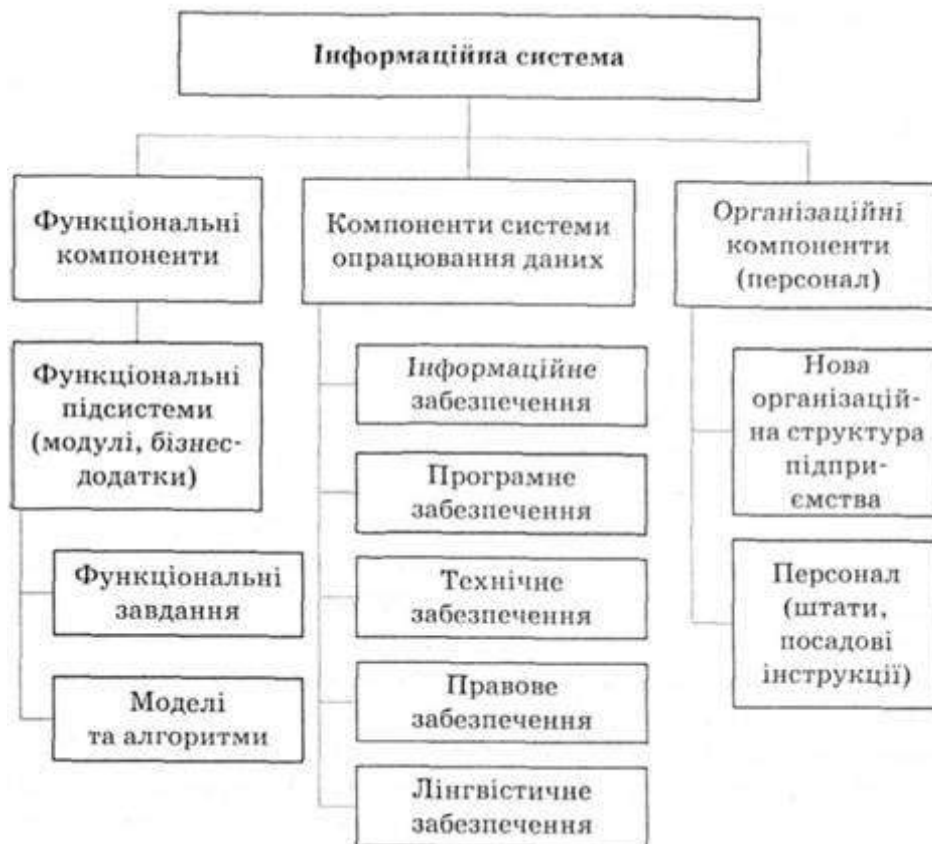 Інформаційна система
Функціональні
компоненти
Компоненти системи
опрацювання даних
Організаційні
компоненти
(персонал)
Функціональні
підсистеми
(модулі, бізнес-
додатки)
Функціональні
завдання
Моделі
та алгоритми
Інформаційне
забезпечення
Програмне
забезпечення
Технічне
забезпечення
Правове
забезпечення
Лінгвістичне
забезпечення
Нова
організацій-
на структура
підпри-
ємства
Персонал
(штати,
посадові
інструкції)